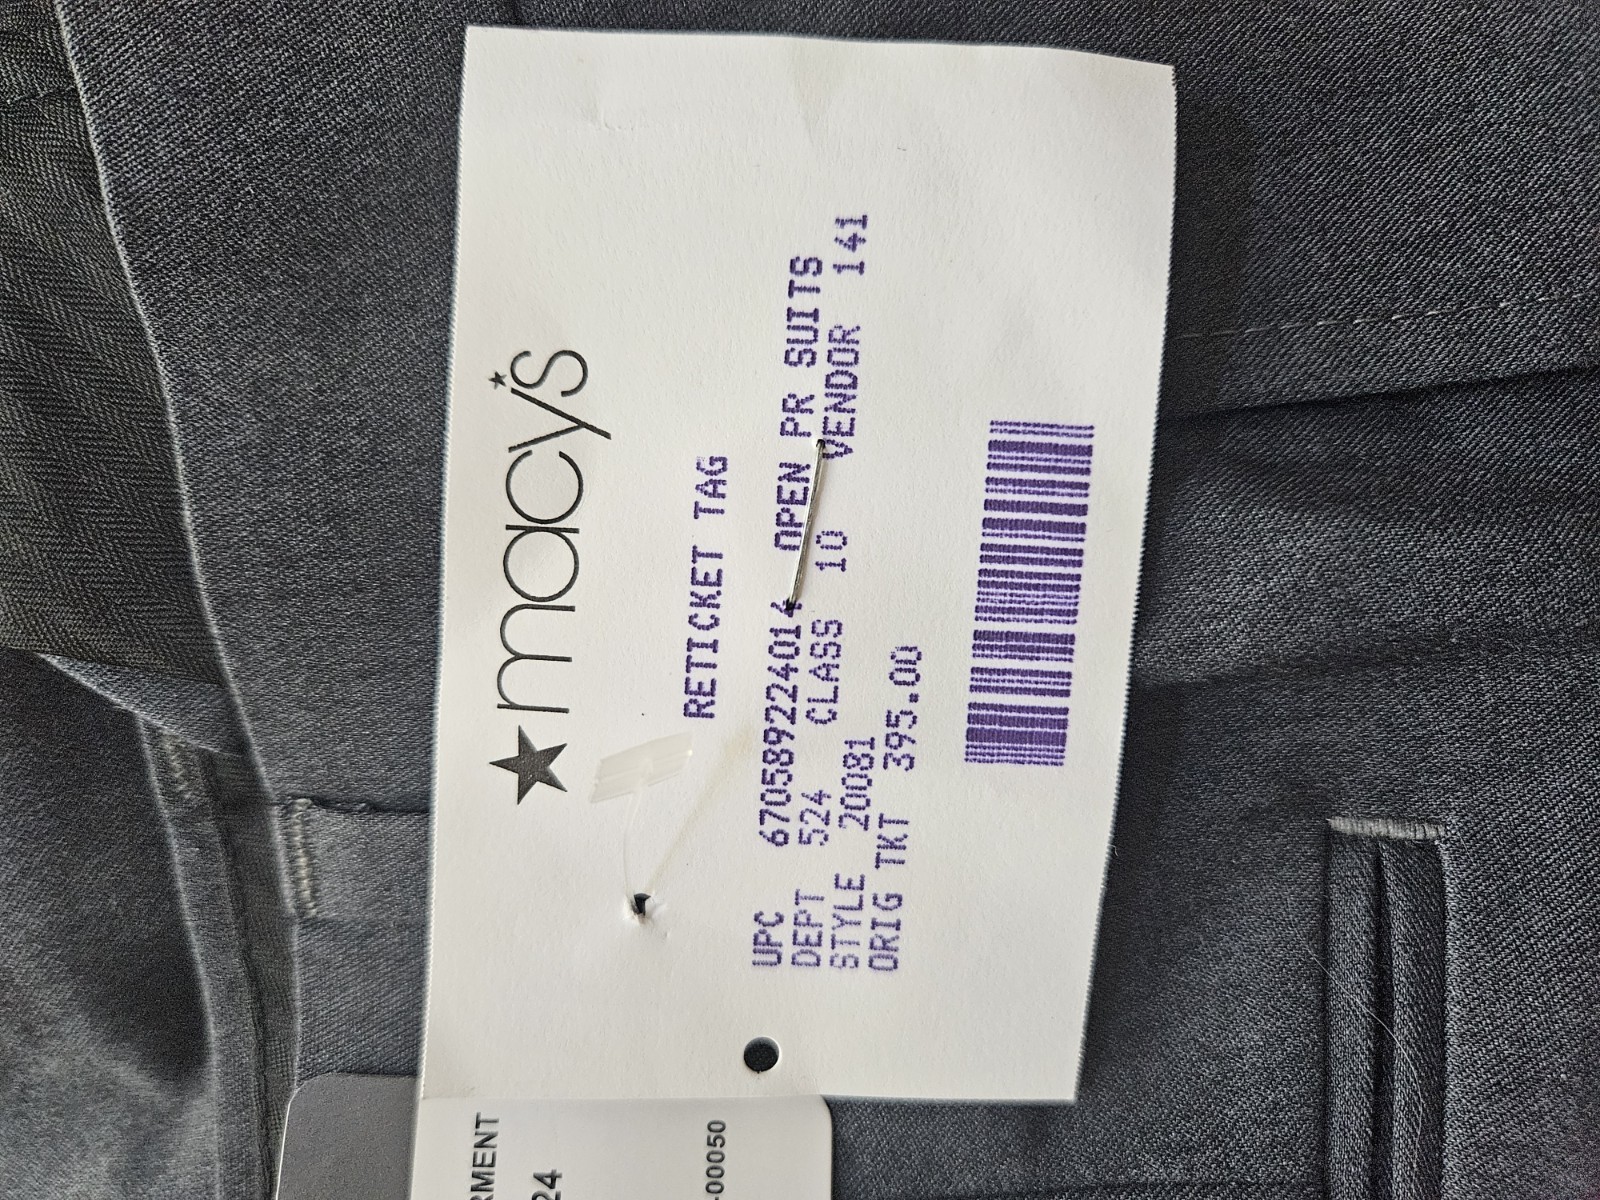 ★macy's
RETICKET TAG
UPC 670589224014 OPEN PR SUITS
DEPT 524 CLASS 10 VENDOR 141
STYLE 20081
ORIG TKT 395.00
RMENT
24
-00050